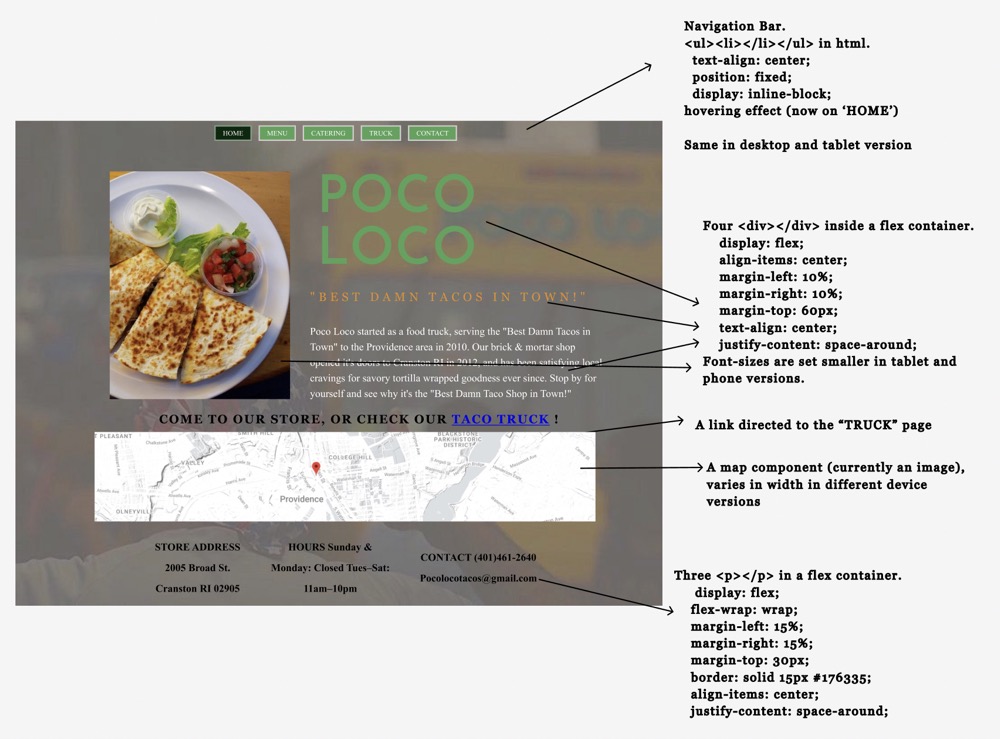 Navigation Bar.
<ul><li></li></ul> in html.
text-align: center;
position: fixed;
display: inline-block;
hovering effect (now on ‘HOME’)
Same in desktop and tablet version
HOME
MENU
CATERING
TRUCK
CONTACT
POCO
LOCO
"BEST DAMN TACOS IN TOWN!"
Poco Loco started as a food truck, serving the "Best Damn Tacos in
Town" to the Providence area in 2010. Our brick & mortar shop
opened it's doors to Cranston RI in 2012, and has been satisfying local
cravings for savory tortilla wrapped goodness ever since. Stop by for
yourself and see why it's the "Best Damn Taco Shop in Town!"
Four <div></div> inside a flex container.
display: flex;
align-items: center;
margin-left: 10%;
margin-right: 10%;
margin-top: 60px;
text-align: center;
justify-content: space-around;
Font-sizes are set smaller in tablet and
phone versions.
COME TO OUR STORE, OR CHECK OUR TACO TRUCK !
A link directed to the “TRUCK” page
T PLEASANT
SMITH HILL
BLACKSTONE
PARK HISTORIC
DISTRICT
VALLEY
COLLEGE HILL
Providence
OLNEYVILL
A map component (currently an image),
varies in width in different device
versions
STORE ADDRESS
2005 Broad St.
Cranston RI 02905
HOURS Sunday &
Monday: Closed Tues–Sat:
11am–10pm
CONTACT (401)461-2640
Pocolocotacos@gmail.com
Three <p></p> in a flex container.
display: flex;
flex-wrap: wrap;
margin-left: 15%;
margin-right: 15%;
margin-top: 30px;
border: solid 15px #176335;
align-items: center;
justify-content: space-around;